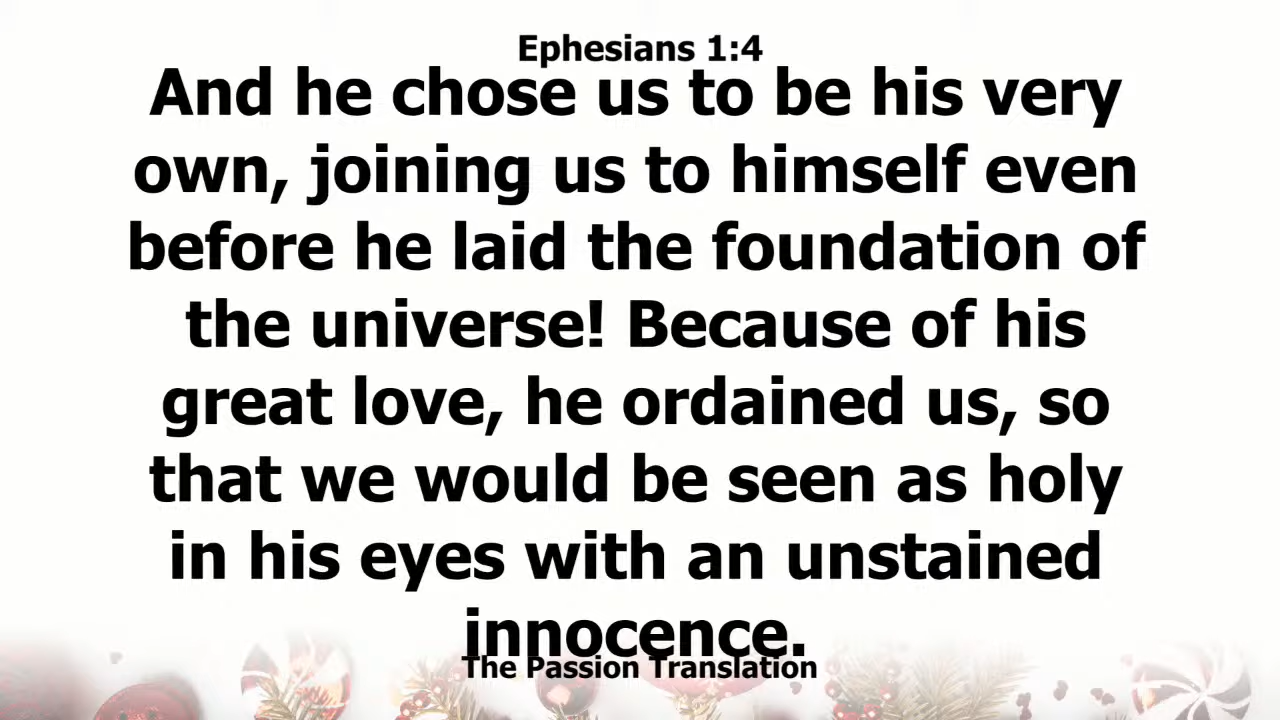 Ephesians 1:4
And he chose us to be his very
own, joining us to himself even
before he laid the foundation of
the universe! Because of his
great love, he ordained us, so
that we would be seen as holy
in his eyes with an unstained
innocence.
The Passion Translation